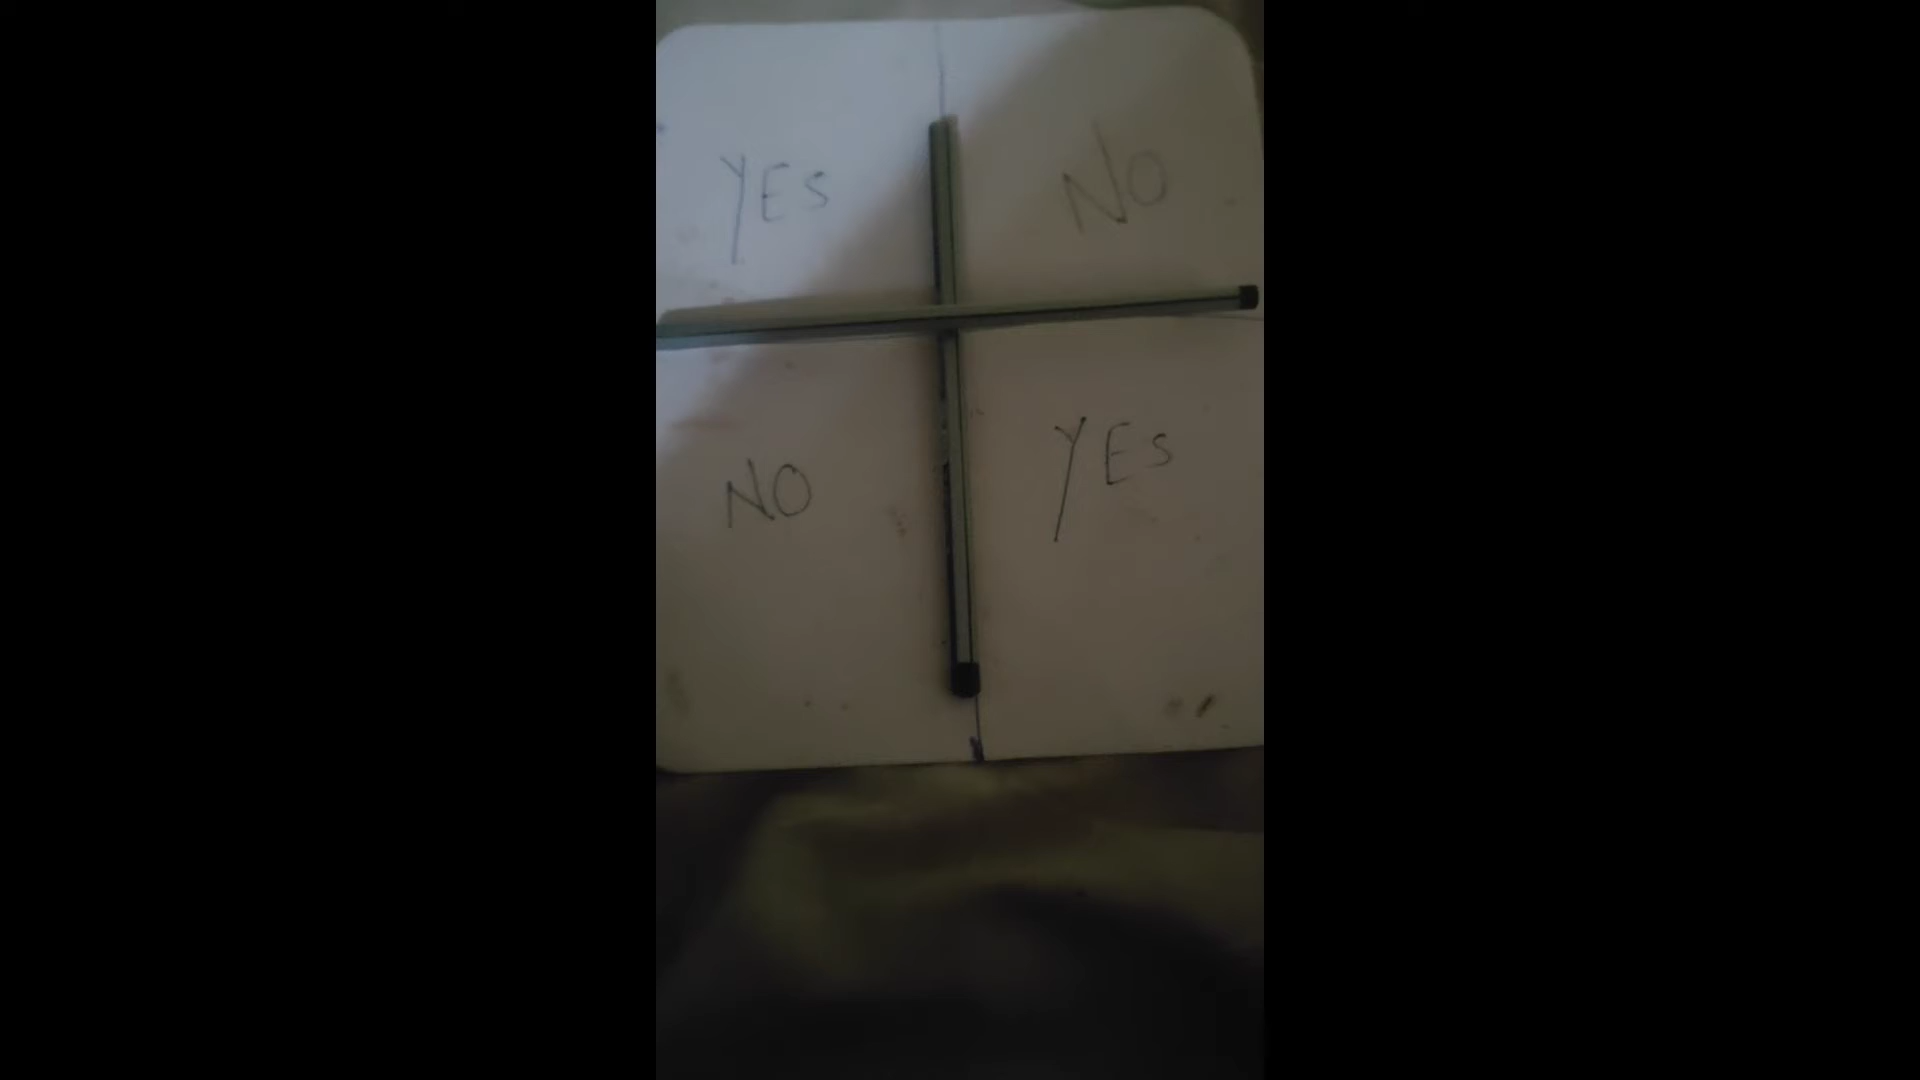 YES NO
NO YES